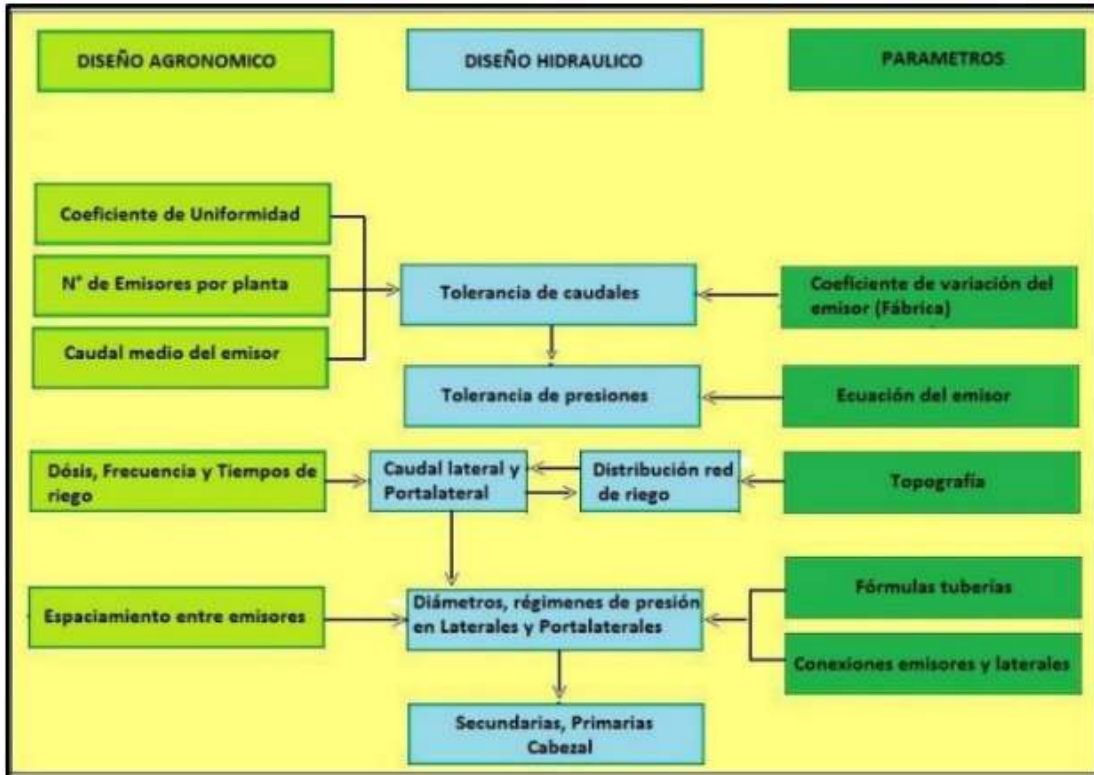 DISEÑO AGRONOMICO
DISEÑO HIDRAULICO
PARAMETROS
Coeficiente de Uniformidad
N° de Emisores por planta
Tolerancia de caudales
Coeficiente de variación del
emisor (Fábrica)
Caudal medio del emisor
Tolerancia de presiones
Ecuación del emisor
Dósis, Frecuencia y Tiempos de
riego
Caudal lateral y
Portalateral
Distribución red
de riego
Topografía
Fórmulas tuberías
Espaciamiento entre emisores
Diámetros, régimenes de presión
en Laterales y Portalaterales
Conexiones emisores y laterales
Secundarias, Primarias
Cabezal